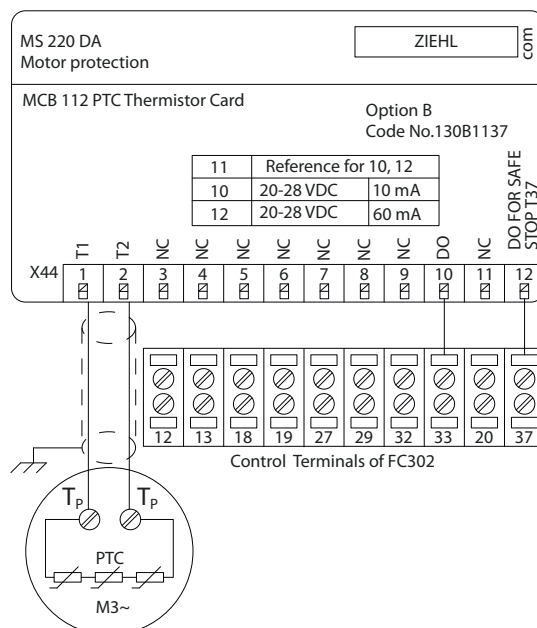 MS 220 DA
Motor protection
ZIEHL
com
MCB 112 PTC Thermistor Card
Option B
Code No.130B1137
11 Reference for 10, 12
10 20-28 VDC 10 mA
12 20-28 VDC 60 mA
T1 T2 NC NC NC NC NC NC NC DO NC DO FOR SAFE
STOP T37
X44 1 2 3 4 5 6 7 8 9 10 11 12
12 13 18 19 27 29 32 33 20 37
Control Terminals of FC302
TP TP
PTC
M3~